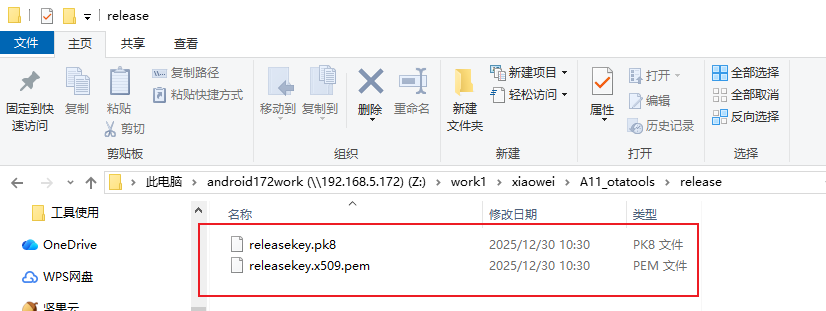 release
文件 主页 共享 查看
固定到快速访问 复制 粘贴 复制路径 粘贴快捷方式 剪切 移动到 复制到 删除 重命名 新建文件夹 新建项目 轻松访问 属性 打开 编辑 历史记录 全部选择 全部取消 反向选择
剪贴板 组织 新建 打开 选择
此电脑 android172work (\\192.168.5.172) (Z:) work1 xiaowei A11_otatools release
名称 修改日期 类型
工具使用
releasekey.pk8 2025/12/30 10:30 PK8 文件
OneDrive
releasekey.x509.pem 2025/12/30 10:30 PEM 文件
WPS网盘
坚果云